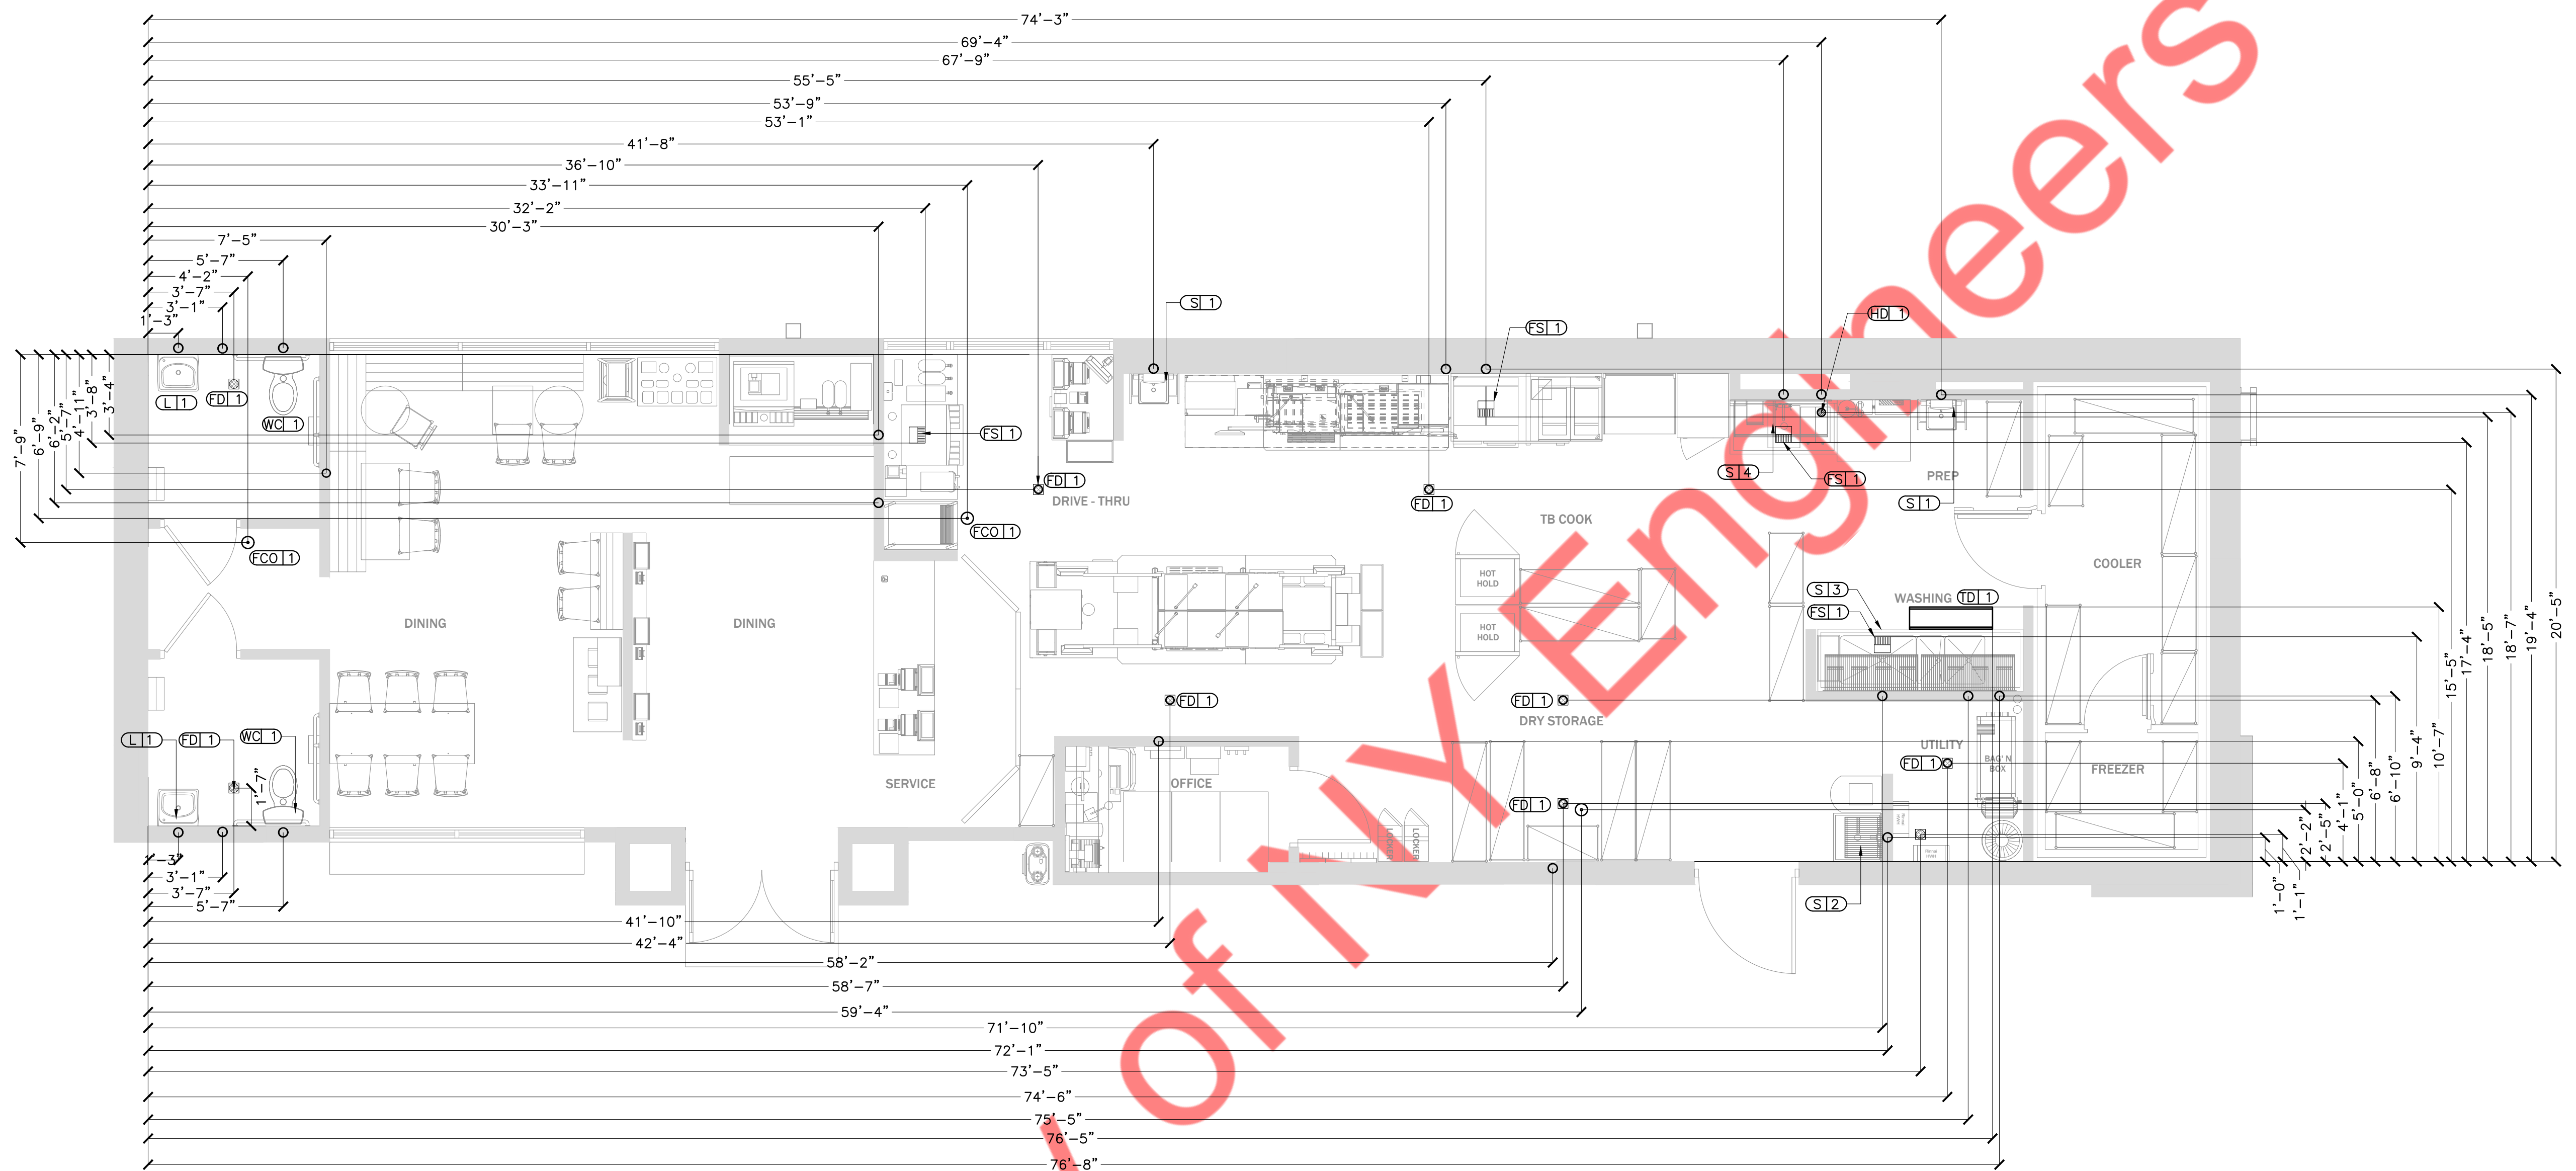 74'-3"
69'-4"
67'-9"
55'-5"
53'-9"
53'-1"
41'-8"
36'-10"
33'-11"
32'-2"
30'-3"
7'-5"
5'-7"
4'-2"
3'-7"
3'-1"
1'-3"
7'-9"
6'-9"
6'-2"
5'-7"
4'-11"
3'-8"
3'-4"
L 1
FD 1
WC 1
FCO 1
S 1
FS 1
HD 1
FS 1
FD 1
DRIVE - THRU
FCO 1
FD 1
TB COOK
S 4
FS 1
PREP
S 1
COOLER
HOT
HOLD
HOT
HOLD
S 3
FS 1
WASHING
TD 1
DINING
DINING
L 1
FD 1
WC 1
1'-7"
SERVICE
FD 1
FD 1
DRY STORAGE
OFFICE
FD 1
LOCKER
LOCKER
UTILITY
FD 1
BAG' N
BOX
FREEZER
S 2
20'-5"
19'-4"
18'-7"
18'-5"
17'-4"
15'-5"
10'-7"
9'-4"
6'-10"
6'-8"
5'-0"
4'-1"
2'-5"
2'-2"
1'-1"
1'-0"
1'-3"
3'-1"
3'-7"
5'-7"
41'-10"
42'-4"
58'-2"
58'-7"
59'-4"
71'-10"
72'-1"
73'-5"
74'-6"
75'-5"
76'-5"
76'-8"
of NY Engineers